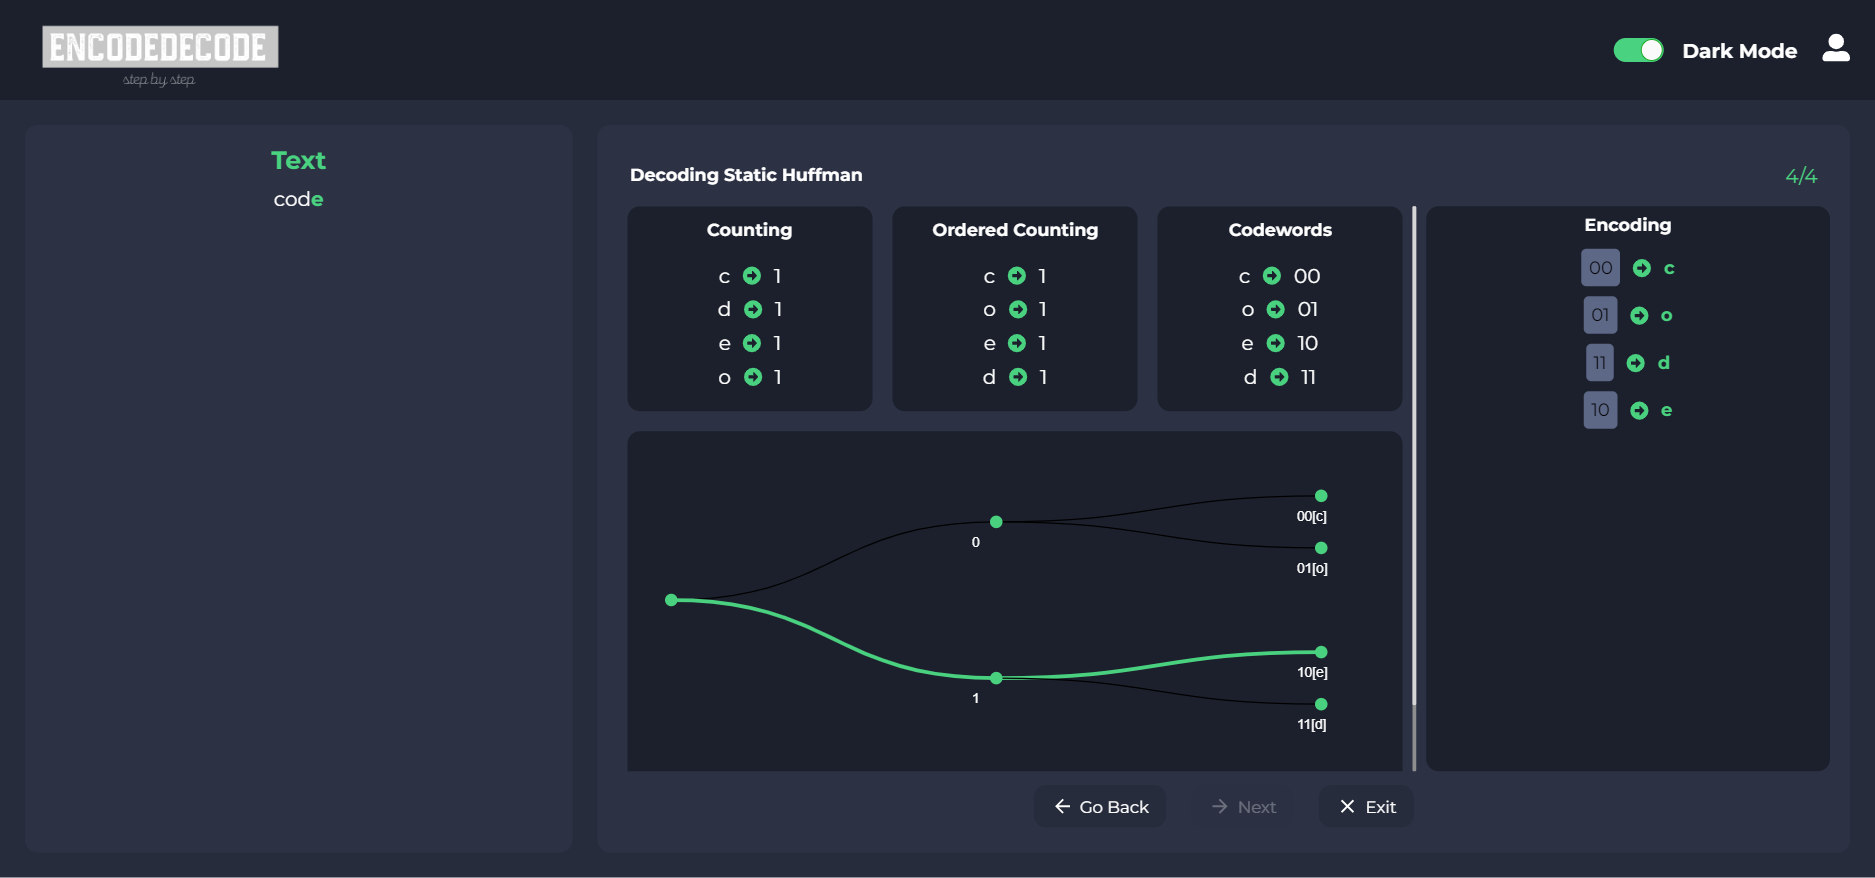 ENCODEDECODE
step by step
Dark Mode
Text
code
Decoding Static Huffman
4/4
Counting
c 1
d 1
e 1
o 1
Ordered Counting
c 1
o 1
e 1
d 1
Codewords
c 00
o 01
e 10
d 11
Encoding
00 c
01 o
11 d
10 e
00[c]
0
01[o]
10[e]
1
11[d]
Go Back
Next
Exit